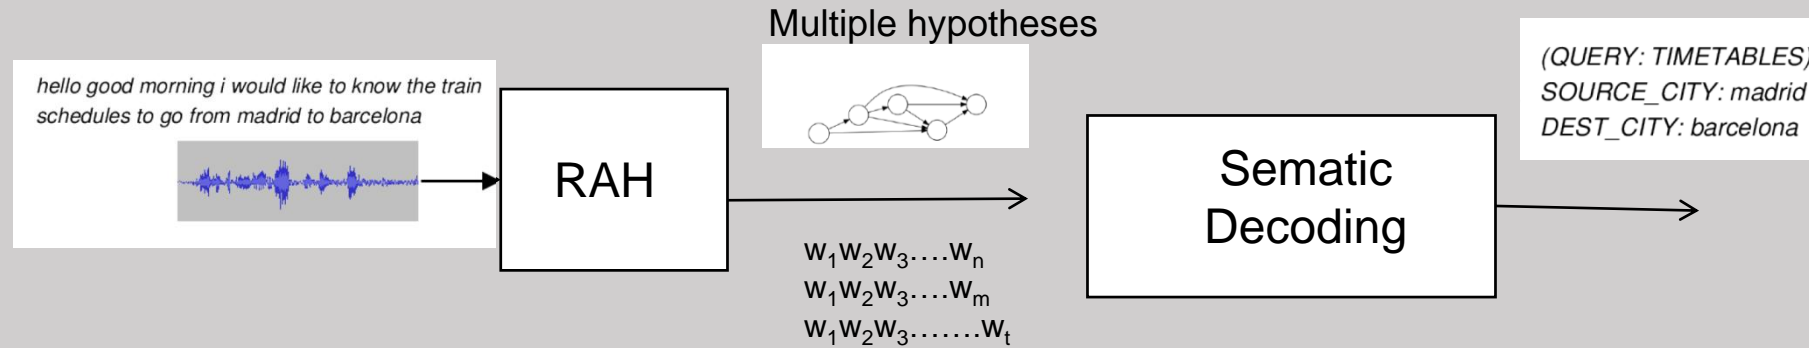 Multiple hypotheses
hello good morning i would like to know the train
schedules to go from madrid to barcelona
RAH
w₁w₂w₃....wₙ
w₁w₂w₃....wₘ
w₁w₂w₃.......wₜ
Sematic
Decoding
(QUERY: TIMETABLES)
SOURCE_CITY: madrid
DEST_CITY: barcelona